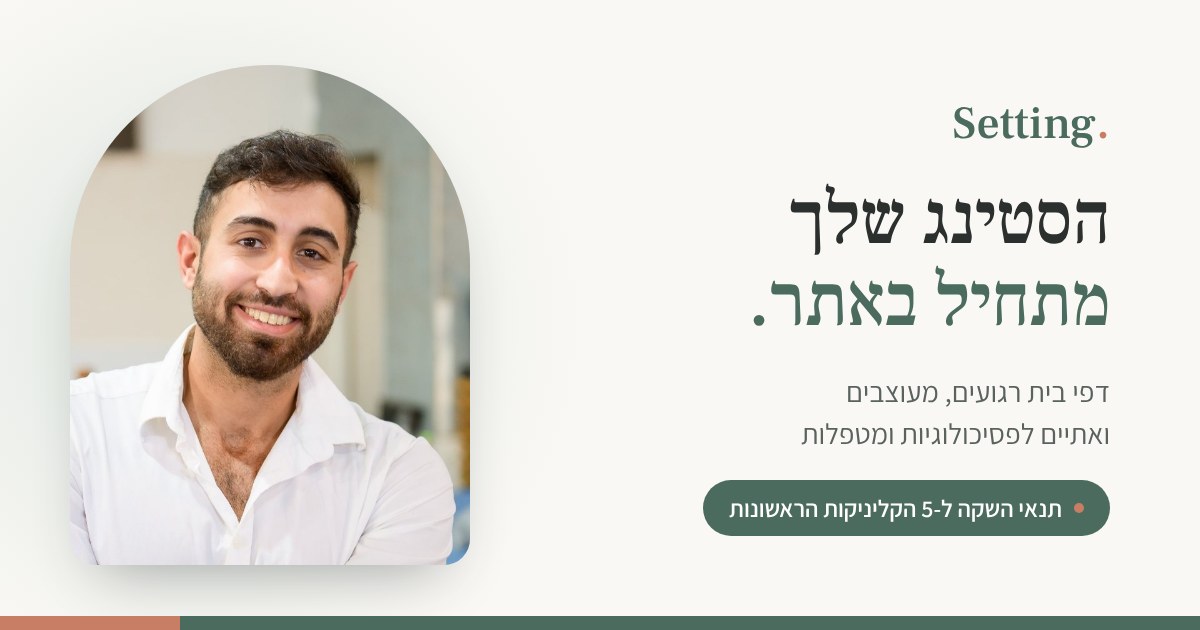 Setting.
הסטינג שלך
מתחיל באתר.
דפי בית רגועים, מעוצבים
ואתיים לפסיכולוגיות ומטפלות
תנאי השקה ל-5 הקליניקות הראשונות